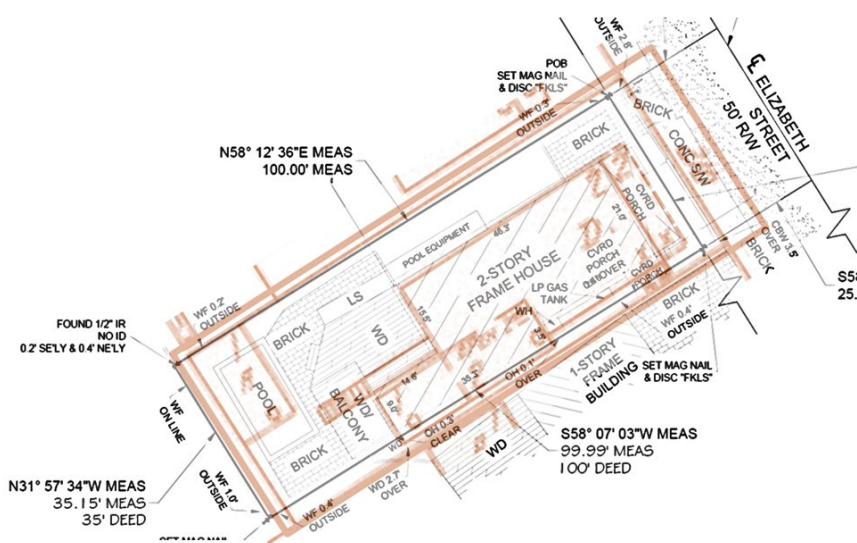 WF 2.8'
OUTSIDE
POB
SET MAG NAIL
& DISC "FKLS"
WF 0.3'
OUTSIDE
BRICK
CONC S/W
℄ ELIZABETH
STREET
50' R/W
N58° 12' 36"E MEAS
100.00' MEAS
BRICK
CVRD
PORCH
21.0'
POOL EQUIPMENT
46.3'
2-STORY
FRAME HOUSE
CVRD
PORCH
OVER
CVRD
PORCH
CBW 3.5'
OVER
BRICK
S58
25.
LP GAS
TANK
BRICK
WF 0.4'
OUTSIDE
WF 0.2'
OUTSIDE
LS
BRICK
WD
15.5'
WH
3.5'
FOUND 1/2" IR
NO ID
0.2' SE'LY & 0.4' NE'LY
POOL
14.6'
WD/
BALCONY
9.0'
OH 0.1'
OVER
1-STORY
FRAME
BUILDING
SET MAG NAIL
& DISC "FKLS"
WF
ON LINE
BRICK
OH 0.3'
CLEAR
WD
WD
S58° 07' 03"W MEAS
99.99' MEAS
100' DEED
N31° 57' 34"W MEAS
35.15' MEAS
35' DEED
WF 1.0'
OUTSIDE
WF 0.4'
OUTSIDE
WD 2.7'
OVER
SET MAG NAIL